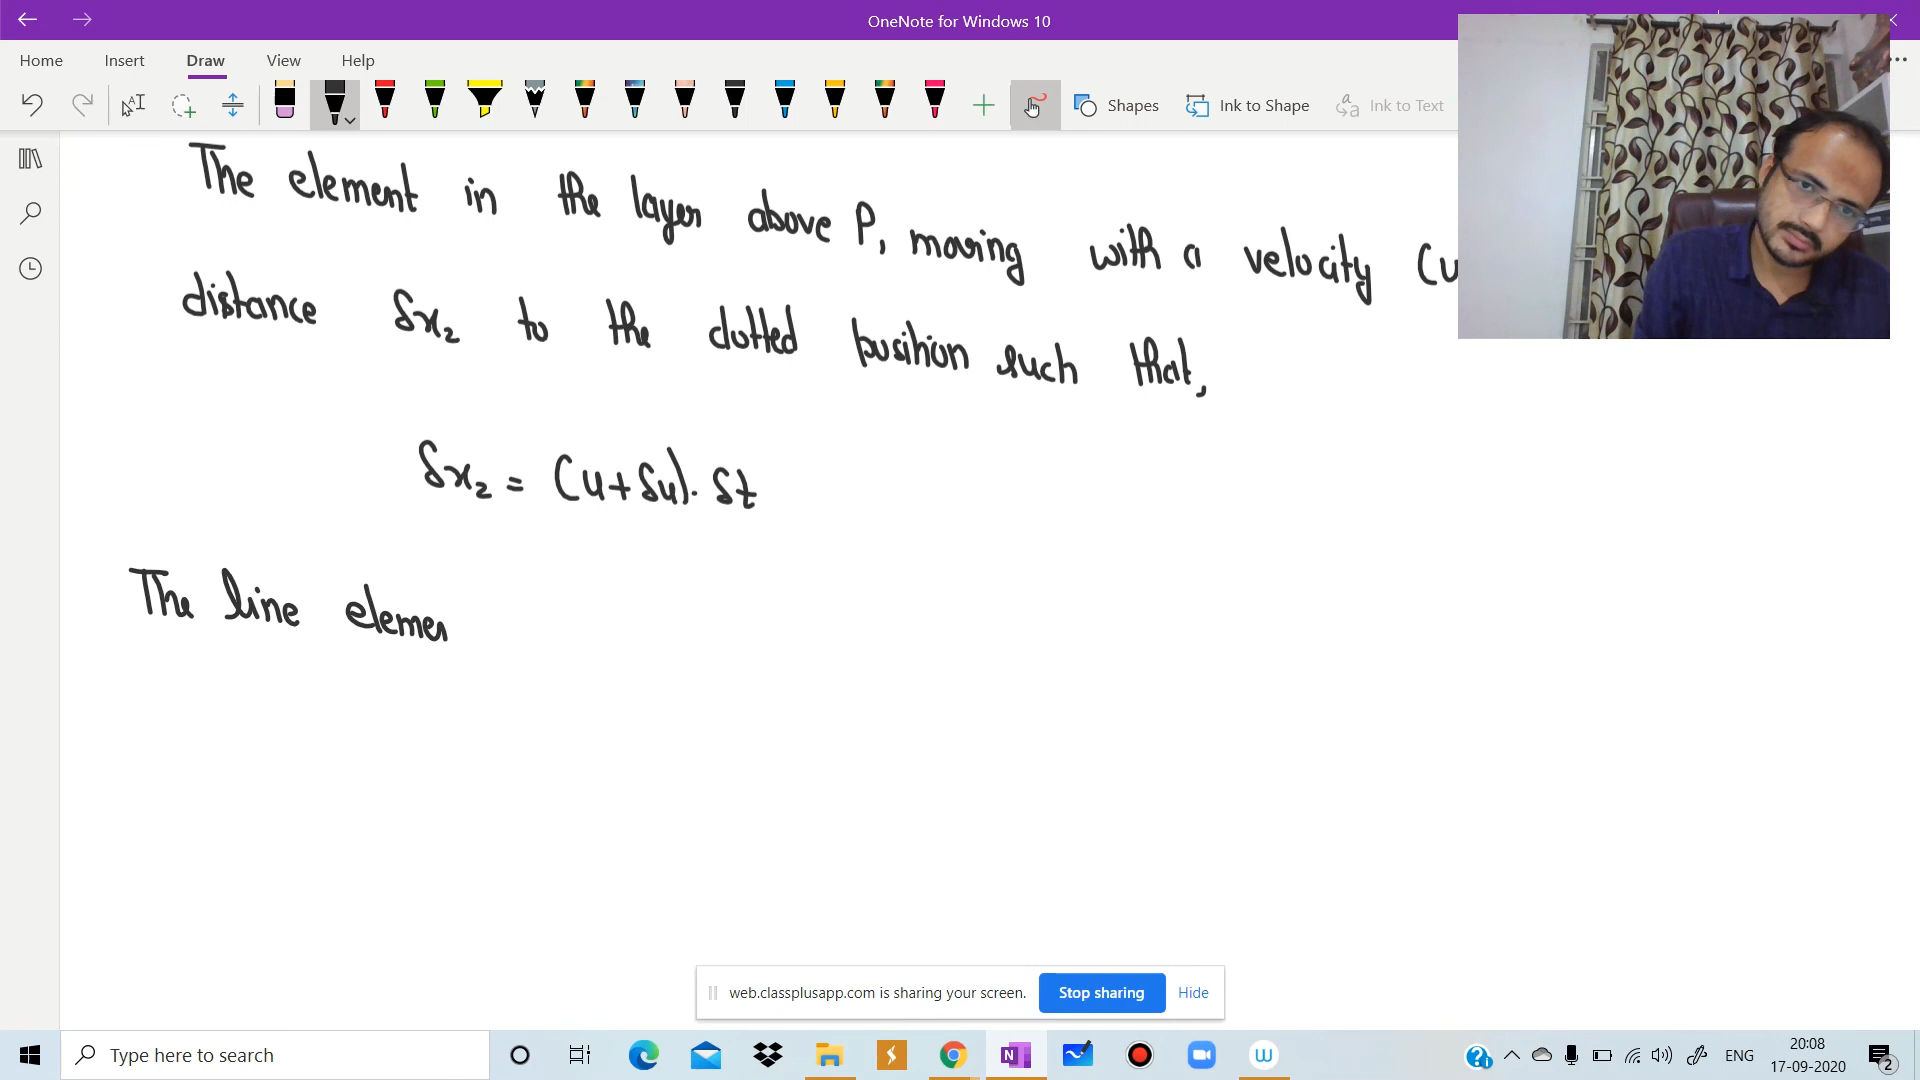 OneNote for Windows 10
Home Insert Draw View Help
Shapes Ink to Shape Ink to Text
The element in the layer above P, moving with a velocity (u
distance δx₂ to the dotted position such that,
δx₂ = (u+δu). δt
The line elemen
web.classplusapp.com is sharing your screen. Stop sharing Hide
Type here to search
ENG
20:08
17-09-2020
2